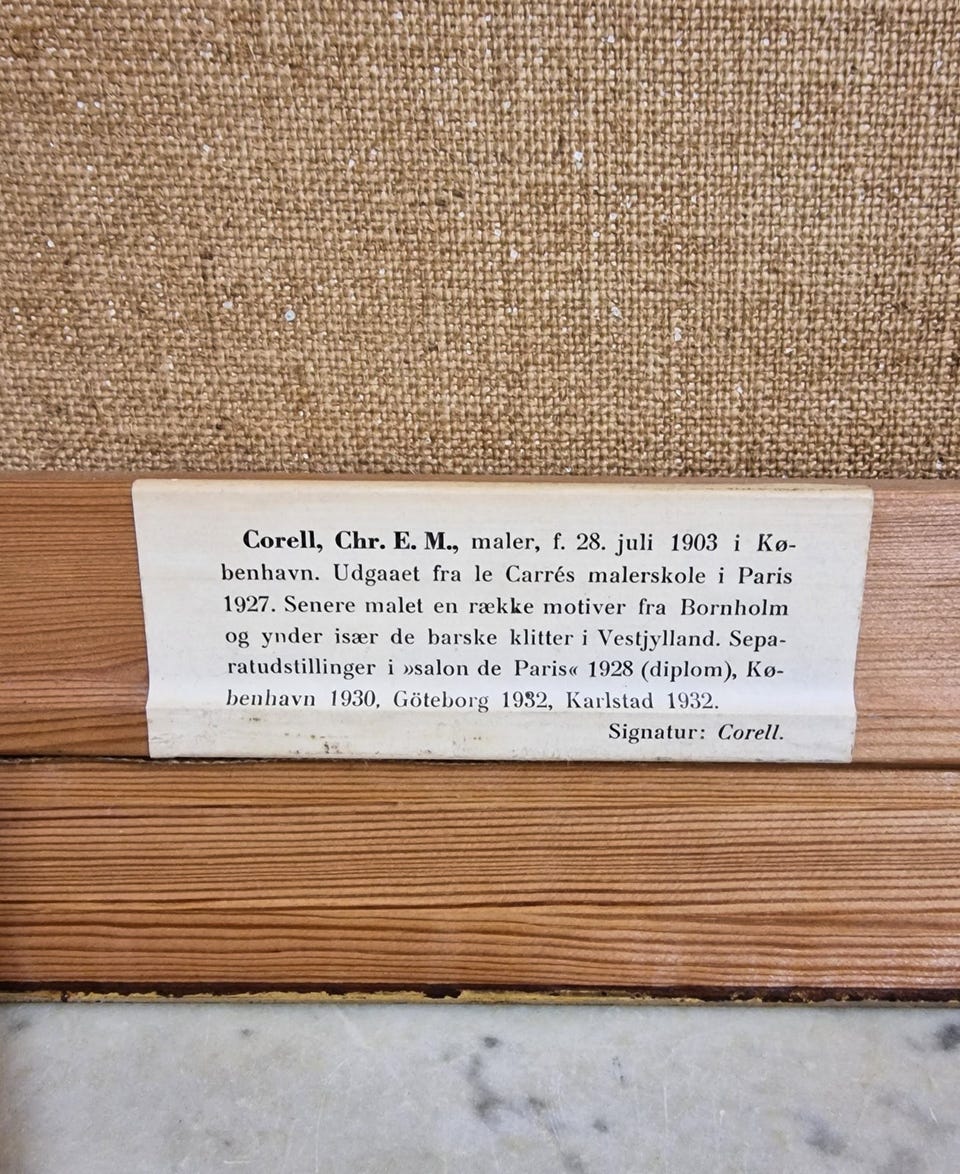 Corell, Chr. E. M., maler, f. 28. juli 1903 i Kø-
benhavn. Udgaaet fra le Carrés malerskole i Paris
1927. Senere malet en række motiver fra Bornholm
og ynder især de barske klitter i Vestjylland. Sepa-
ratudstillinger i »salon de Paris« 1928 (diplom), Kø-
benhavn 1930, Göteborg 1932, Karlstad 1932.
Signatur: Corell.